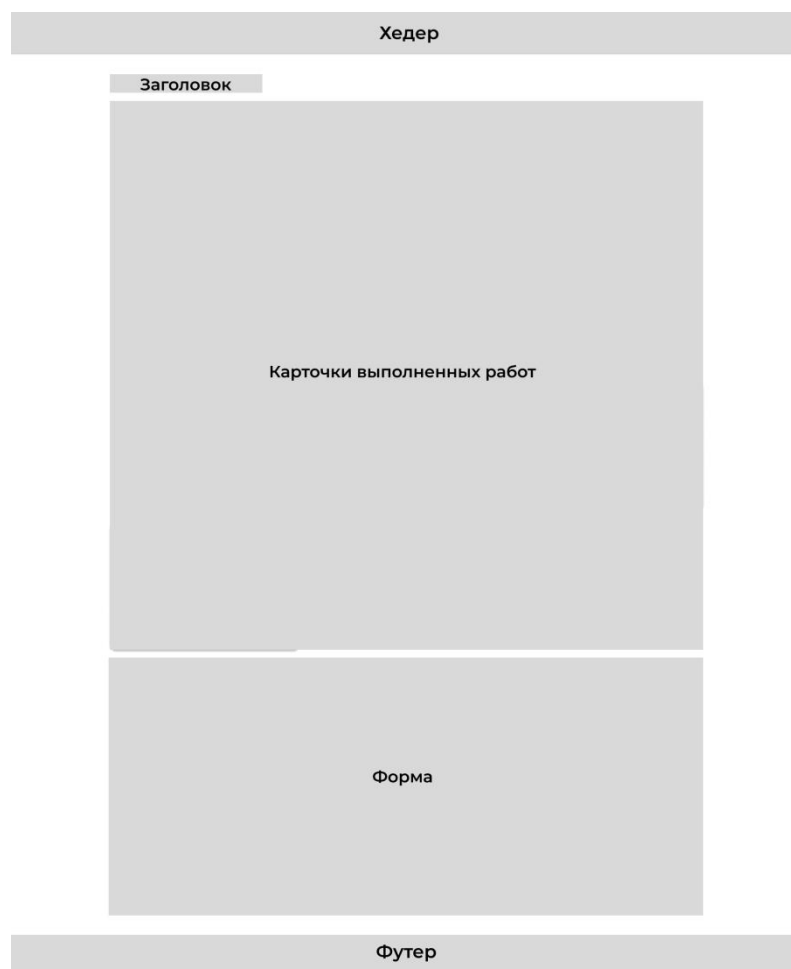 Хедер
Заголовок
Карточки выполненных работ
Форма
Футер